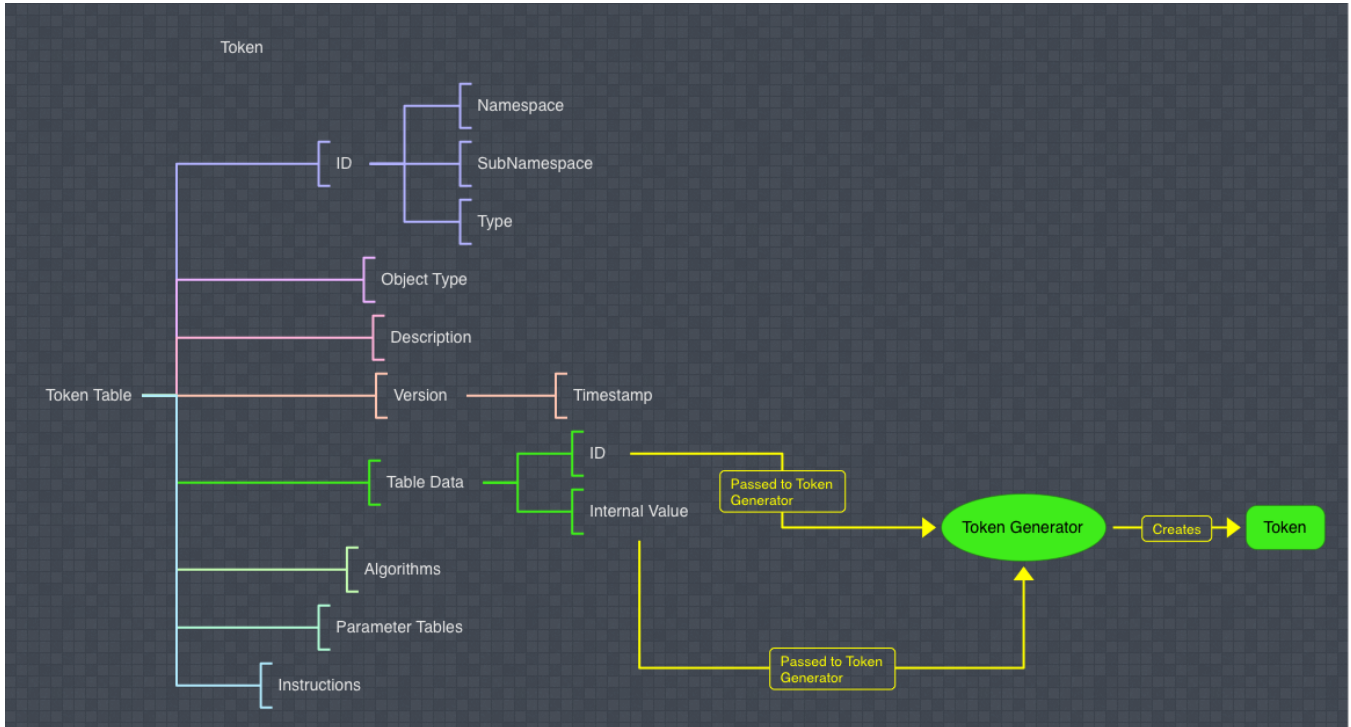 Token
Namespace
ID
SubNamespace
Type
Object Type
Description
Token Table
Version
Timestamp
ID
Table Data
Passed to Token
Generator
Internal Value
Token Generator
Creates
Token
Algorithms
Parameter Tables
Passed to Token
Generator
Instructions